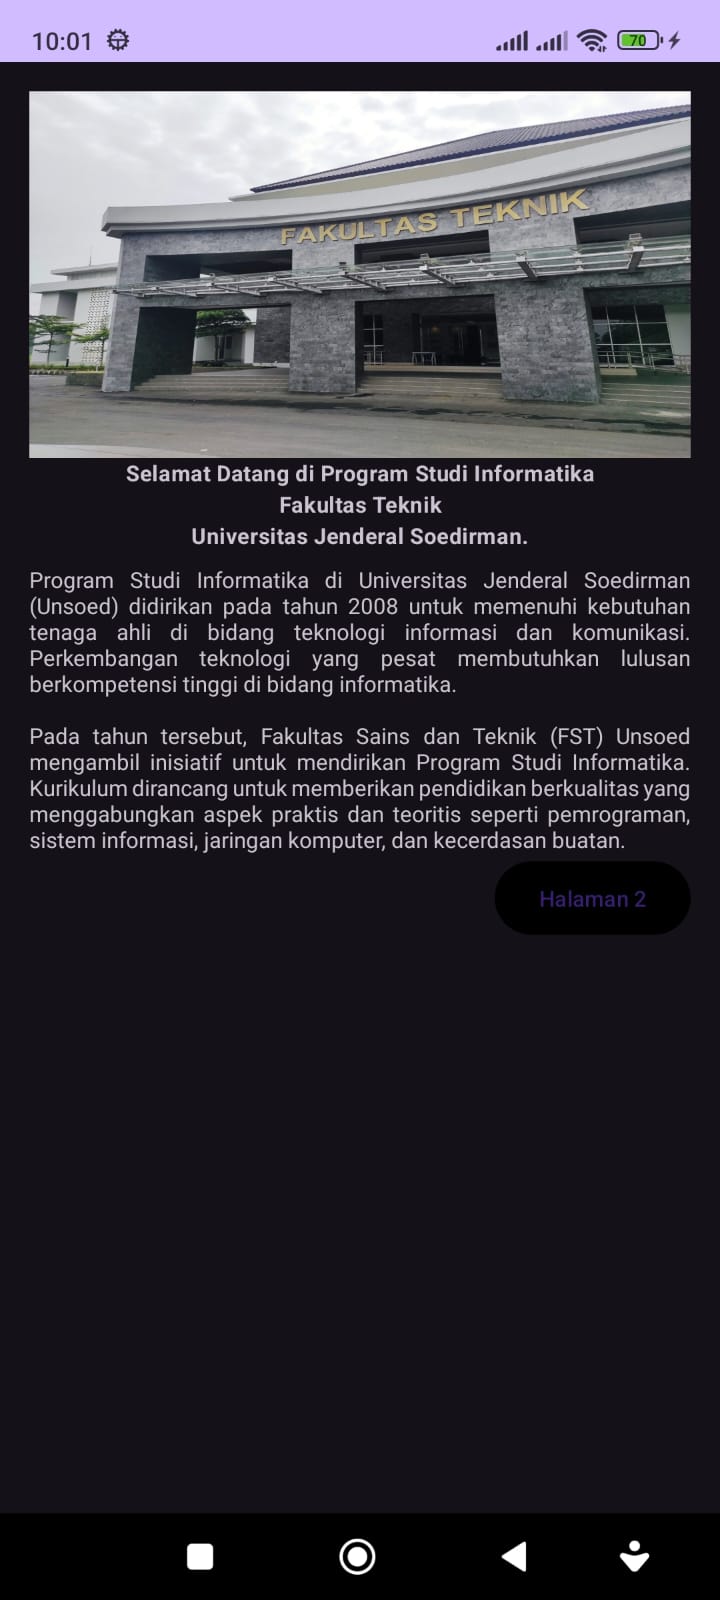 10:01
70
FAKULTAS TEKNIK
Selamat Datang di Program Studi Informatika
Fakultas Teknik
Universitas Jenderal Soedirman.
Program Studi Informatika di Universitas Jenderal Soedirman
(Unsoed) didirikan pada tahun 2008 untuk memenuhi kebutuhan
tenaga ahli di bidang teknologi informasi dan komunikasi.
Perkembangan teknologi yang pesat membutuhkan lulusan
berkompetensi tinggi di bidang informatika.
Pada tahun tersebut, Fakultas Sains dan Teknik (FST) Unsoed
mengambil inisiatif untuk mendirikan Program Studi Informatika.
Kurikulum dirancang untuk memberikan pendidikan berkualitas yang
menggabungkan aspek praktis dan teoritis seperti pemrograman,
sistem informasi, jaringan komputer, dan kecerdasan buatan.
Halaman 2